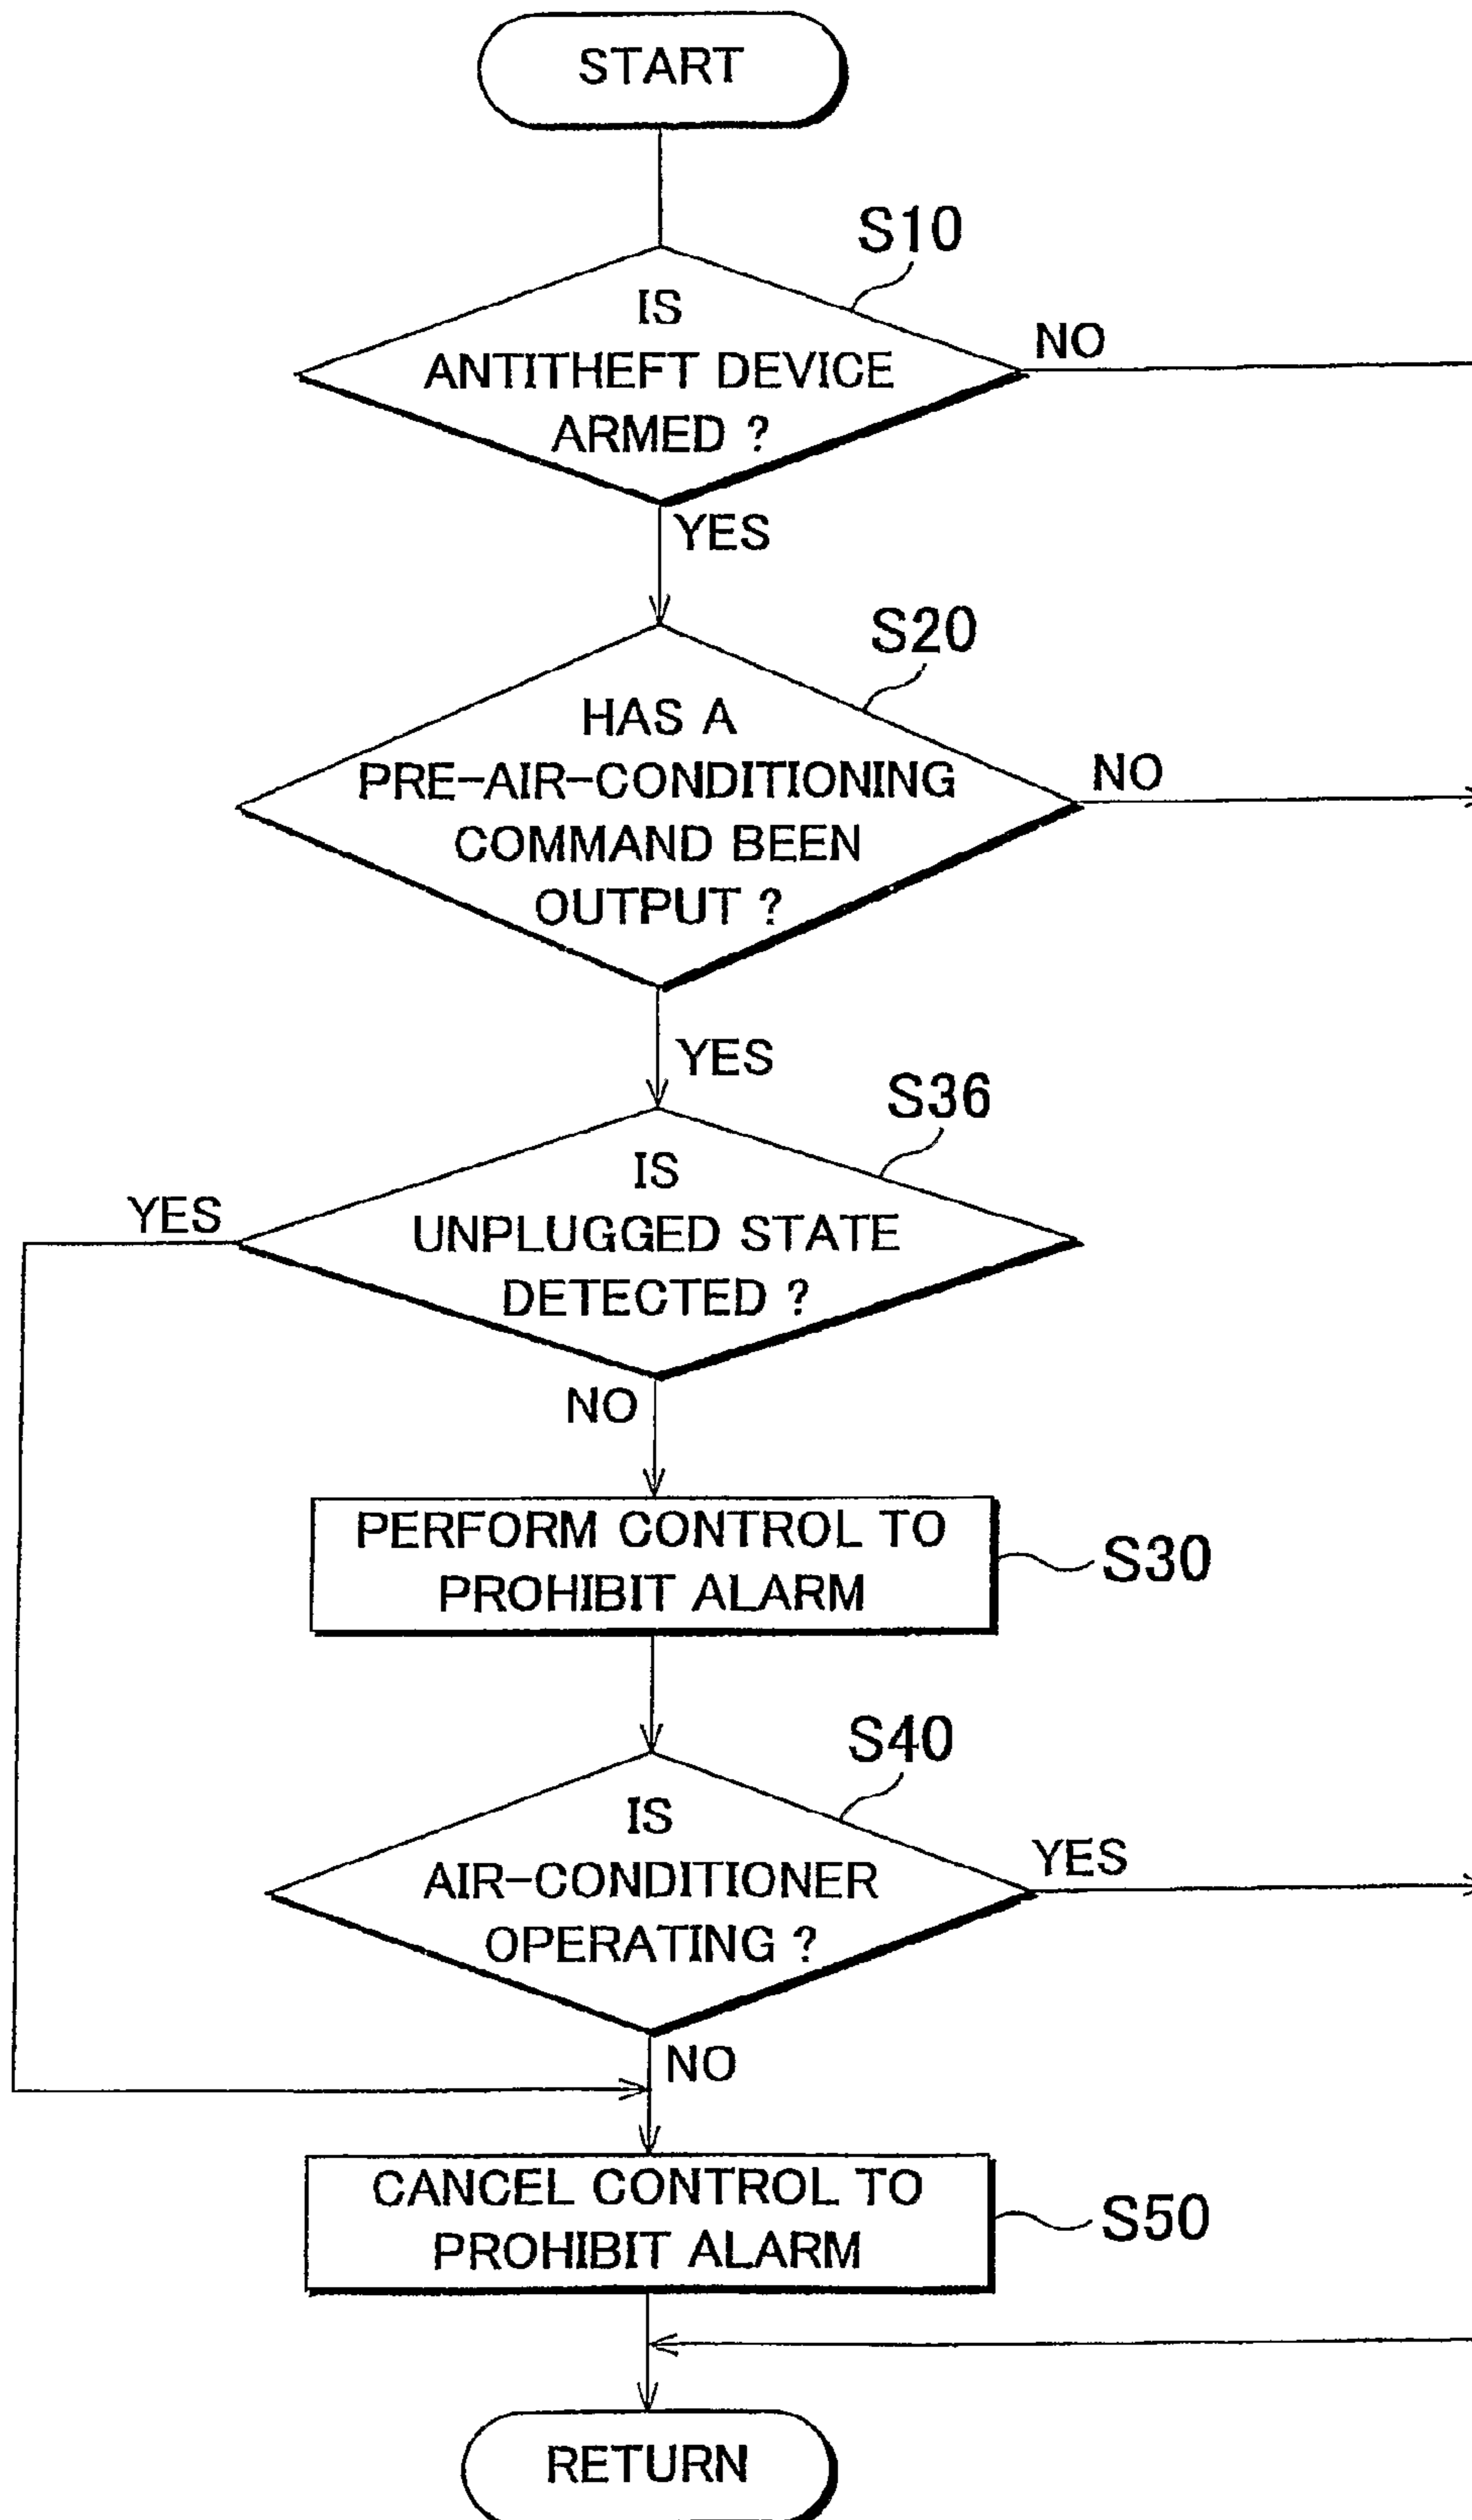 START
S10
IS
ANTITHEFT DEVICE
ARMED ?
NO
YES
S20
HAS A
PRE-AIR-CONDITIONING
COMMAND BEEN
OUTPUT ?
NO
YES
S36
IS
UNPLUGGED STATE
DETECTED ?
YES
NO
PERFORM CONTROL TO
PROHIBIT ALARM
S30
S40
IS
AIR-CONDITIONER
OPERATING ?
YES
NO
CANCEL CONTROL TO
PROHIBIT ALARM
S50
RETURN